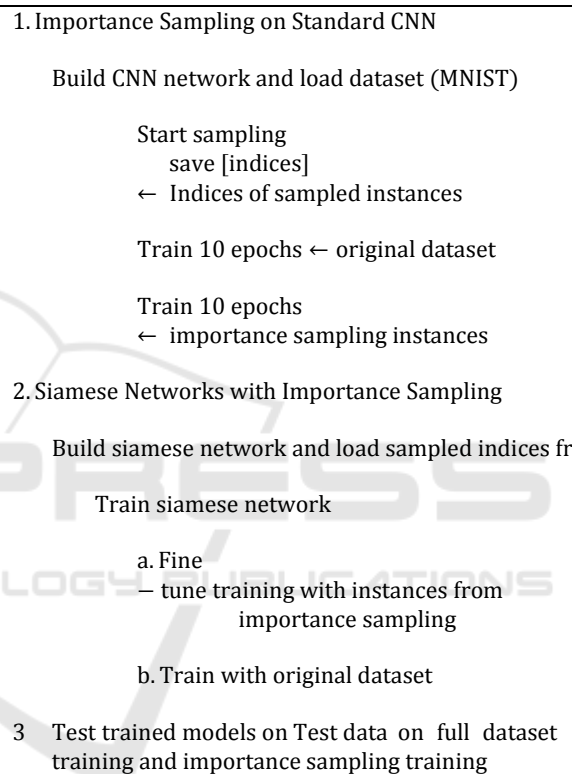 1. Importance Sampling on Standard CNN
Build CNN network and load dataset (MNIST)
Start sampling
save [indices]
← Indices of sampled instances
Train 10 epochs ← original dataset
Train 10 epochs
← importance sampling instances
2. Siamese Networks with Importance Sampling
Build siamese network and load sampled indices
Train siamese network
a. Fine
− tune training with instances from
importance sampling
b. Train with original dataset
3 Test trained models on Test data on full dataset
training and importance sampling training
PRESS
LOGY PUBLICATIONS